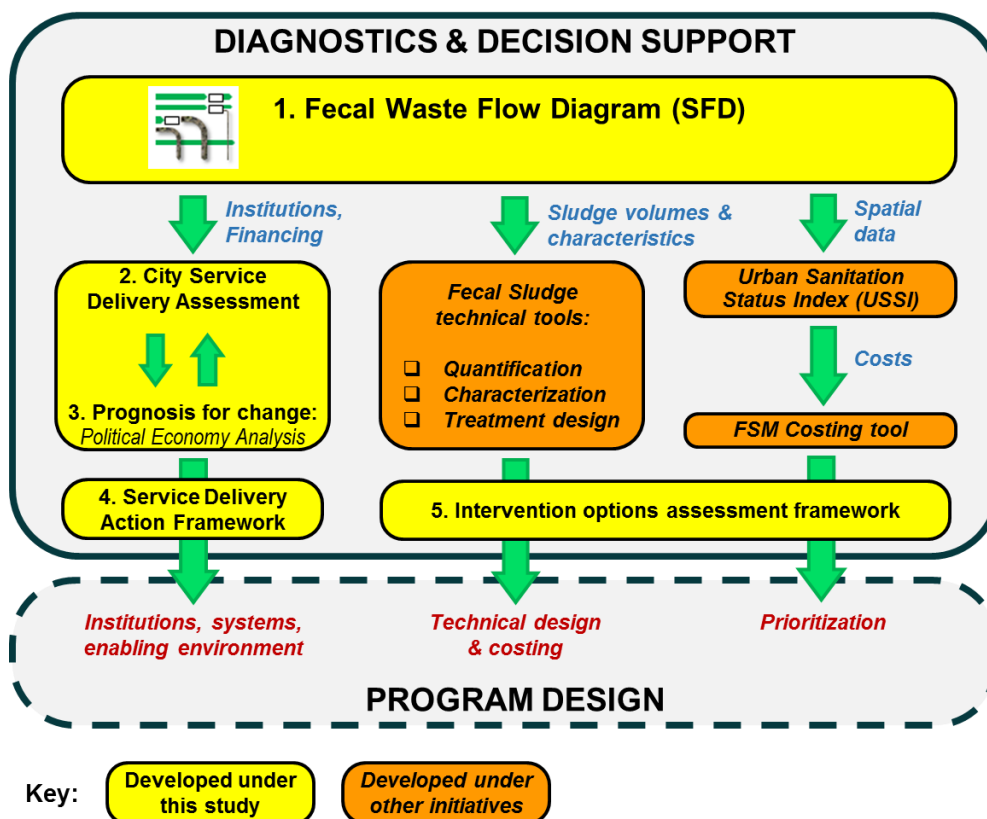 DIAGNOSTICS & DECISION SUPPORT
1. Fecal Waste Flow Diagram (SFD)
Institutions,
Financing
Sludge volumes &
characteristics
Spatial
data
2. City Service
Delivery Assessment
3. Prognosis for change:
Political Economy Analysis
Fecal Sludge
technical tools:
Quantification
Characterization
Treatment design
Urban Sanitation
Status Index (USSI)
Costs
FSM Costing tool
4. Service Delivery
Action Framework
5. Intervention options assessment framework
Institutions, systems,
enabling environment
Technical design
& costing
Prioritization
PROGRAM DESIGN
Key:
Developed under
this study
Developed under
other initiatives